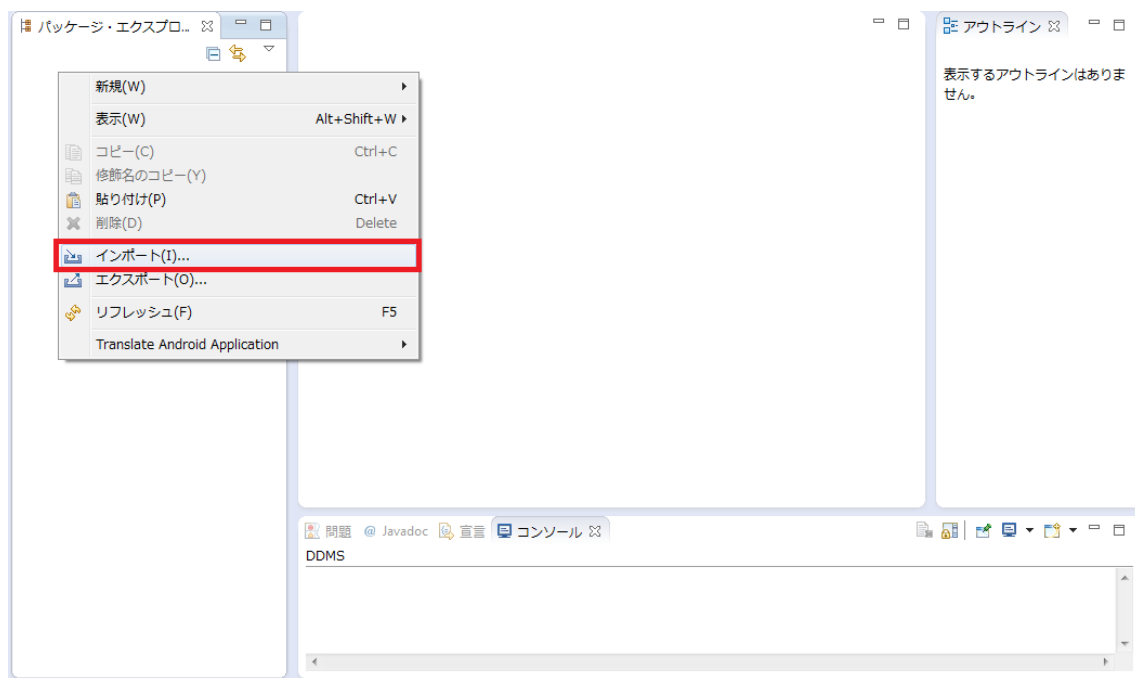 パッケージ・エクスプロ...
新規(W)
表示(W) Alt+Shift+W
コピー(C) Ctrl+C
修飾名のコピー(Y)
貼り付け(P) Ctrl+V
削除(D) Delete
インポート(I)...
エクスポート(O)...
リフレッシュ(F) F5
Translate Android Application
アウトライン
表示するアウトラインはありま
せん。
問題 @ Javadoc 宣言 コンソール
DDMS